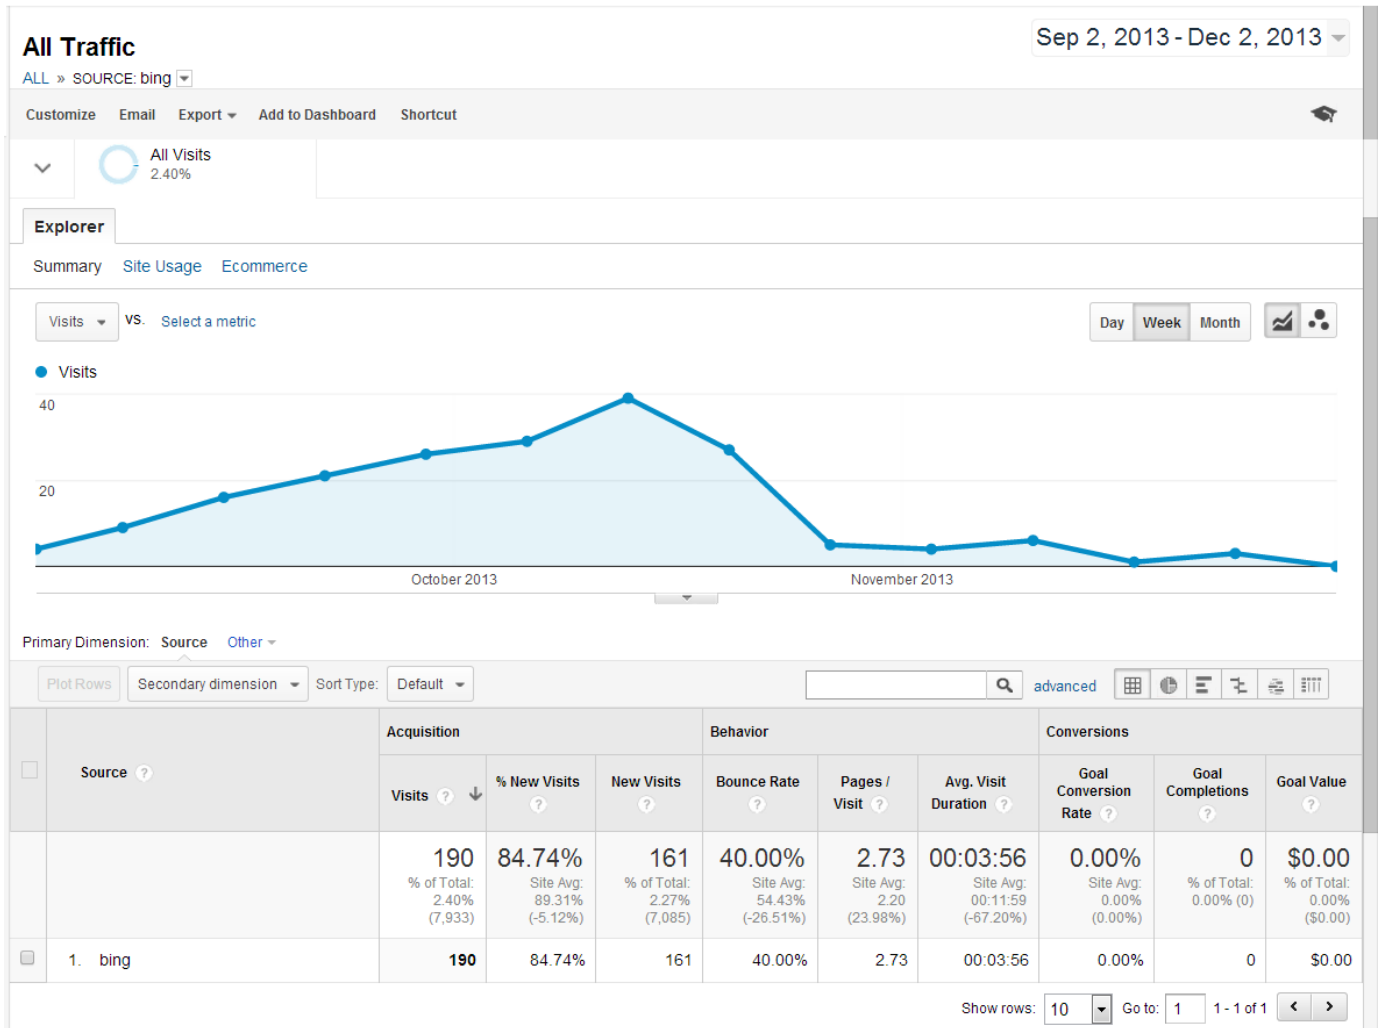 All Traffic
Sep 2, 2013 - Dec 2, 2013
ALL » SOURCE: bing
Customize Email Export Add to Dashboard Shortcut
All Visits
2.40%
Explorer
Summary Site Usage Ecommerce
Visits VS. Select a metric
Day Week Month
Visits
40
20
October 2013 November 2013
Primary Dimension: Source Other
Plot Rows Secondary dimension Sort Type: Default advanced
Acquisition Behavior Conversions
Source ? Visits ? % New Visits ? New Visits ? Bounce Rate ? Pages / Visit ? Avg. Visit Duration ? Goal Conversion Rate ? Goal Completions ? Goal Value ?
190 84.74% 161 40.00% 2.73 00:03:56 0.00% 0 $0.00
% of Total: Site Avg: % of Total: Site Avg: Site Avg: Site Avg: Site Avg: % of Total: % of Total:
2.40% 89.31% 2.27% 54.43% 2.20 00:11:59 0.00% 0.00% (0) 0.00%
(7,933) (-5.12%) (7,085) (-26.51%) (23.98%) (-67.20%) (0.00%) ($0.00)
1. bing 190 84.74% 161 40.00% 2.73 00:03:56 0.00% 0 $0.00
Show rows: 10 Go to: 1 1 - 1 of 1